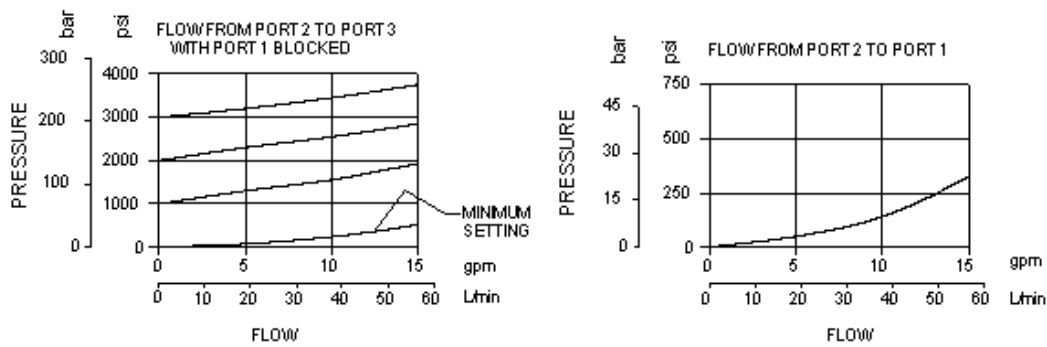 FLOW FROM PORT 2 TO PORT 3
WITH PORT 1 BLOCKED
bar
psi
PRESSURE
300
200
100
0
4000
3000
2000
1000
0
MINIMUM
SETTING
0 5 10 15 gpm
0 10 20 30 40 50 60 L/min
FLOW
FLOW FROM PORT 2 TO PORT 1
bar
psi
PRESSURE
45
30
15
0
750
500
250
0
0 5 10 15 gpm
0 10 20 30 40 50 60 L/min
FLOW